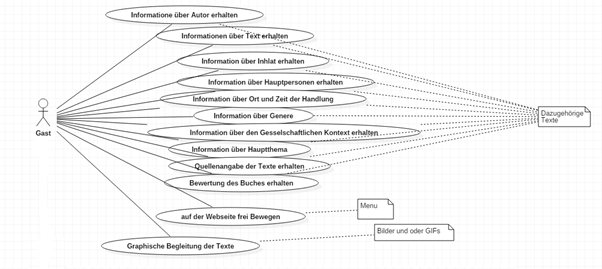 Informatione über Autor erhalten
Informationen über Text erhalten
Information über Inhlat erhalten
Information über Hauptpersonen erhalten
Information über Ort und Zeit der Handlung
Information über Genere
Information über den Gesselschaftlichen Kontext erhalten
Information über Hauptthema
Quellenangabe der Texte erhalten
Bewertung des Buches erhalten
auf der Webseite frei Bewegen
Graphische Begleitung der Texte
Gast
Dazugehörige
Texte
Menu
Bilder und oder GIFs